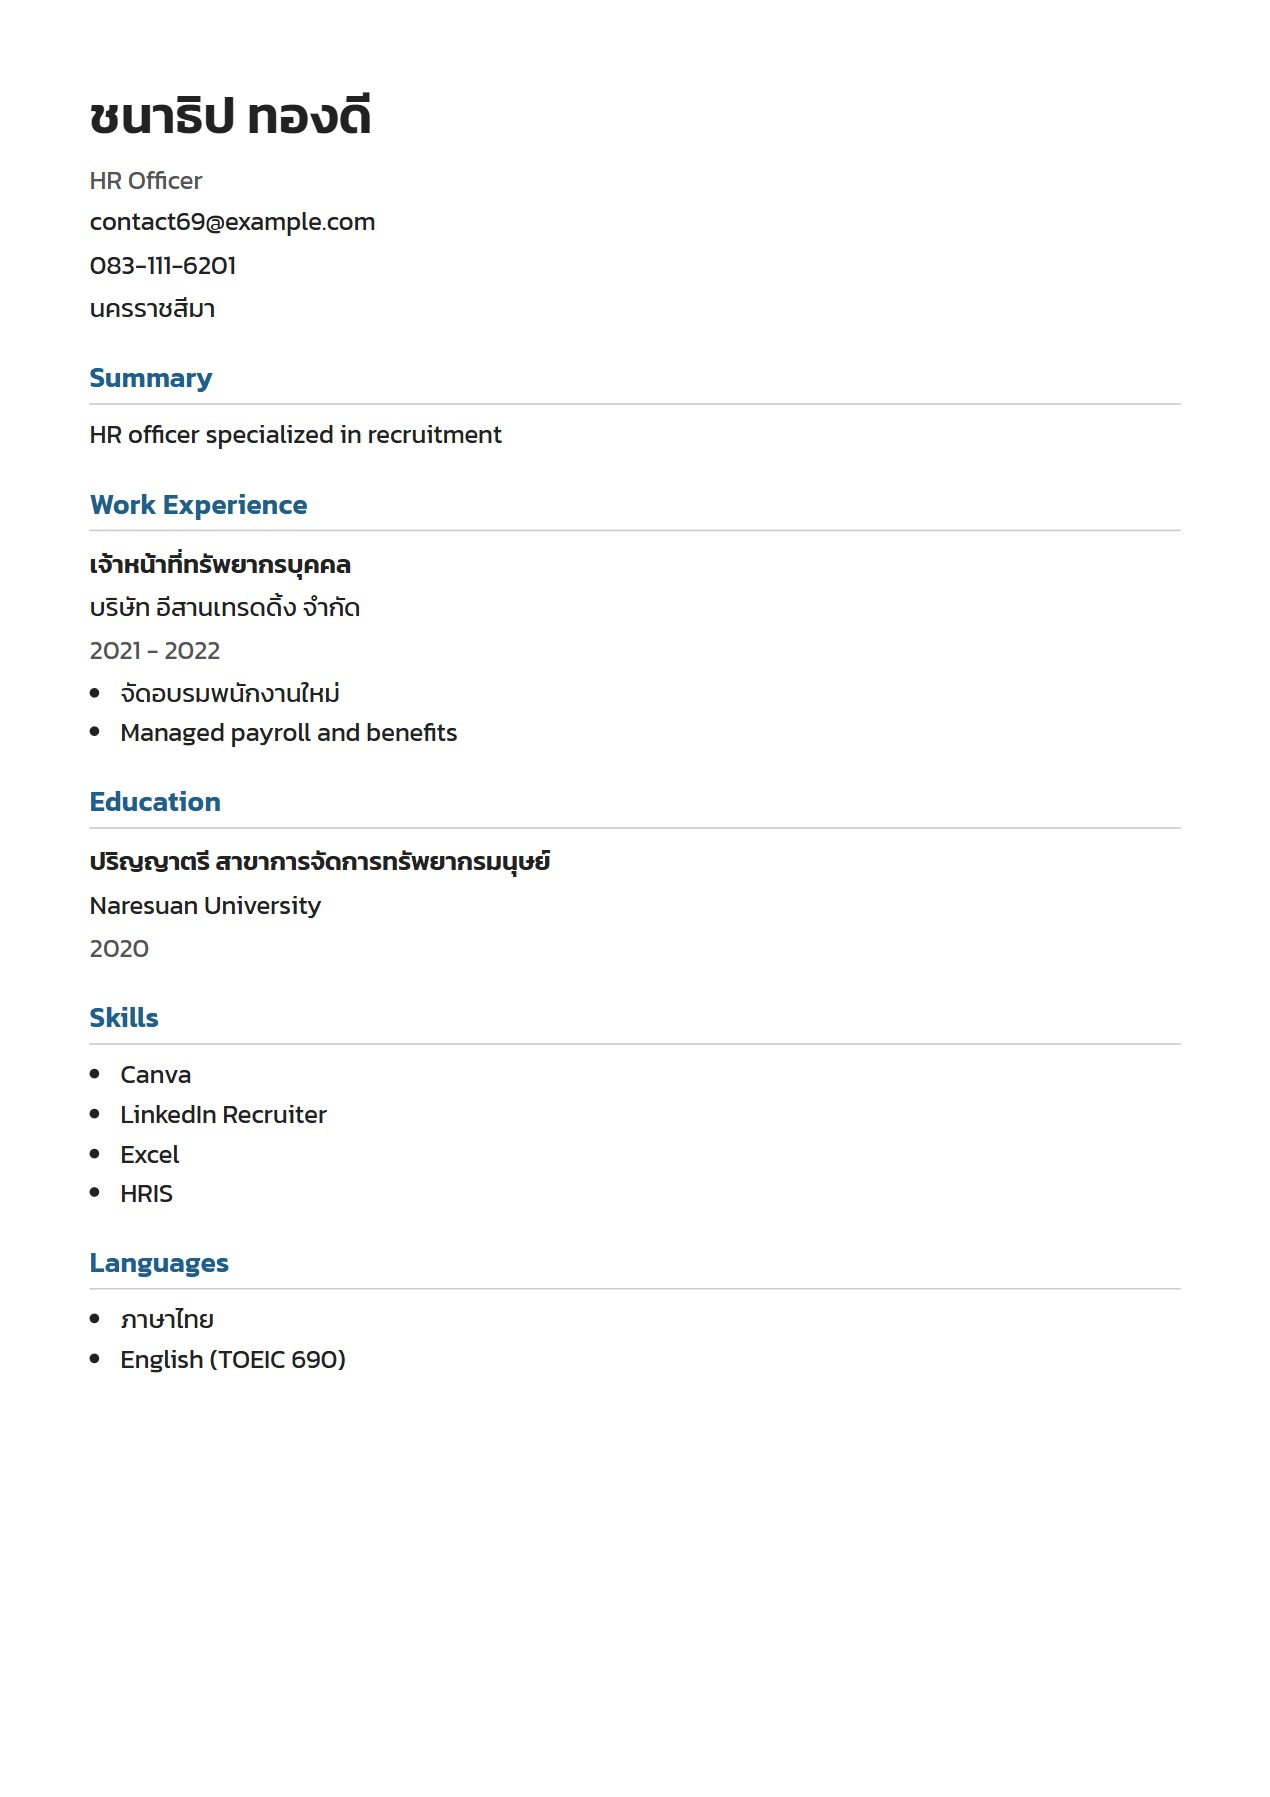 ชนาธิป ทองดี
HR Officer
contact69@example.com
083-111-6201
นครราชสีมา
Summary
HR officer specialized in recruitment
Work Experience
เจ้าหน้าที่ทรัพยากรบุคคล
บริษัท อีสานเทรดดิ้ง จำกัด
2021 - 2022
• จัดอบรมพนักงานใหม่
• Managed payroll and benefits
Education
ปริญญาตรี สาขาการจัดการทรัพยากรมนุษย์
Naresuan University
2020
Skills
• Canva
• LinkedIn Recruiter
• Excel
• HRIS
Languages
• ภาษาไทย
• English (TOEIC 690)